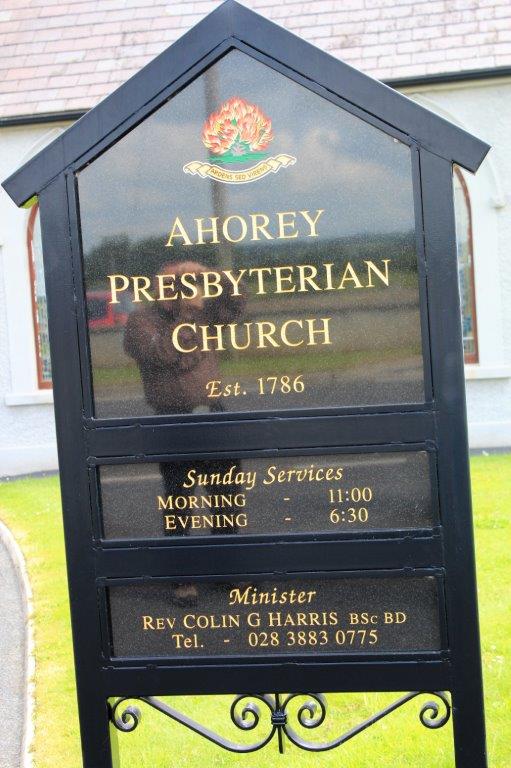 ARDENS SED VIRENS
AHOREY
PRESBYTERIAN
CHURCH
Est. 1786
Sunday Services
MORNING - 11:00
EVENING - 6:30
Minister
REV COLIN G HARRIS BSc BD
Tel. - 028 3883 0775